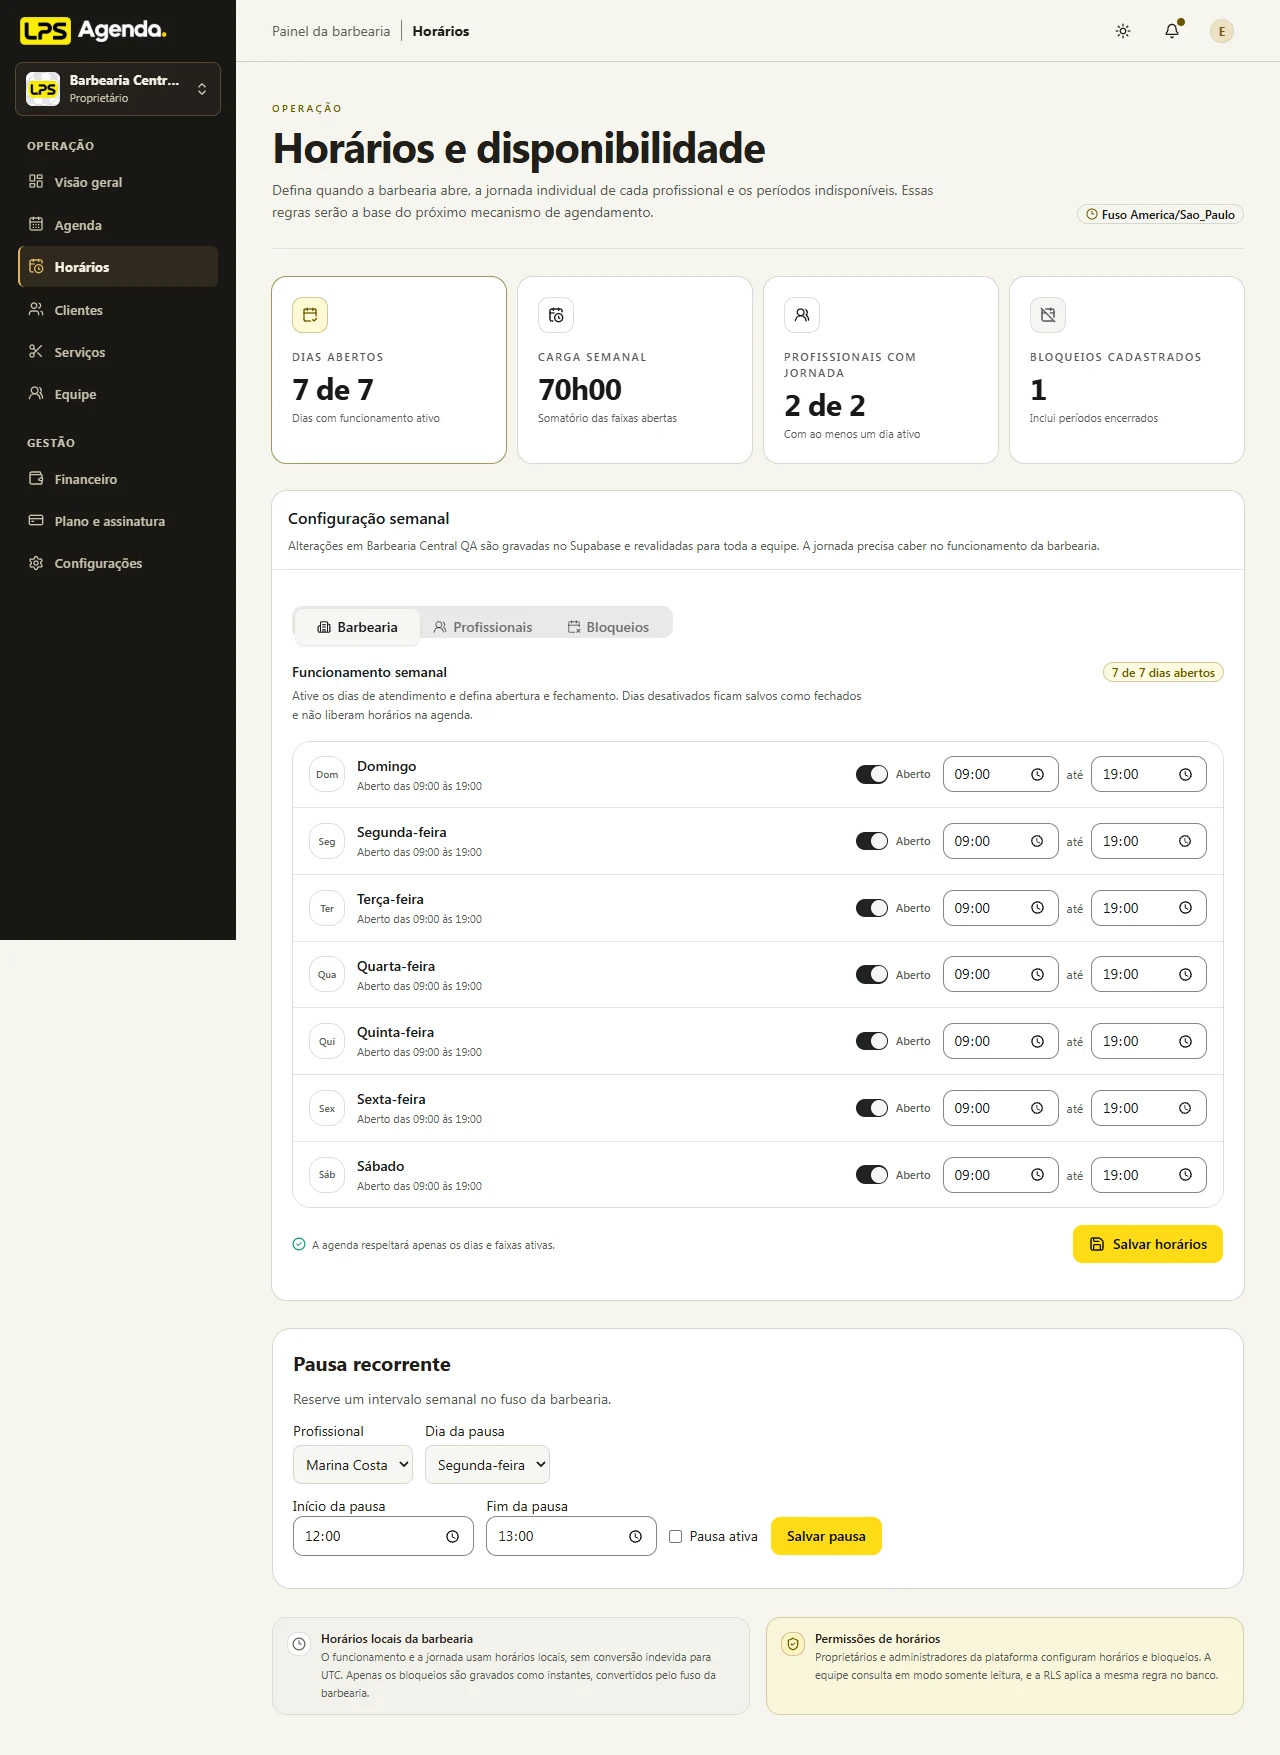 LPS Agenda.
LPS
Barbearia Centr...
Proprietário
OPERAÇÃO
Visão geral
Agenda
Horários
Clientes
Serviços
Equipe
GESTÃO
Financeiro
Plano e assinatura
Configurações
Painel da barbearia
Horários
E
OPERAÇÃO
Horários e disponibilidade
Defina quando a barbearia abre, a jornada individual de cada profissional e os períodos indisponíveis. Essas
regras serão a base do próximo mecanismo de agendamento.
Fuso America/Sao_Paulo
DIAS ABERTOS
7 de 7
Dias com funcionamento ativo
CARGA SEMANAL
70h00
Somatório das faixas abertas
PROFISSIONAIS COM
JORNADA
2 de 2
Com ao menos um dia ativo
BLOQUEIOS CADASTRADOS
1
Inclui períodos encerrados
Configuração semanal
Alterações em Barbearia Central QA são gravadas no Supabase e revalidadas para toda a equipe. A jornada precisa caber no funcionamento da barbearia.
Barbearia
Profissionais
Bloqueios
Funcionamento semanal
7 de 7 dias abertos
Ative os dias de atendimento e defina abertura e fechamento. Dias desativados ficam salvos como fechados
e não liberam horários na agenda.
Dom
Domingo
Aberto das 09:00 às 19:00
Aberto
09:00
até
19:00
Seg
Segunda-feira
Aberto das 09:00 às 19:00
Aberto
09:00
até
19:00
Ter
Terça-feira
Aberto das 09:00 às 19:00
Aberto
09:00
até
19:00
Qua
Quarta-feira
Aberto das 09:00 às 19:00
Aberto
09:00
até
19:00
Qui
Quinta-feira
Aberto das 09:00 às 19:00
Aberto
09:00
até
19:00
Sex
Sexta-feira
Aberto das 09:00 às 19:00
Aberto
09:00
até
19:00
Sáb
Sábado
Aberto das 09:00 às 19:00
Aberto
09:00
até
19:00
A agenda respeitará apenas os dias e faixas ativas.
Salvar horários
Pausa recorrente
Reserve um intervalo semanal no fuso da barbearia.
Profissional
Dia da pausa
Marina Costa
Segunda-feira
Início da pausa
Fim da pausa
12:00
13:00
Pausa ativa
Salvar pausa
Horários locais da barbearia
O funcionamento e a jornada usam horários locais, sem conversão indevida para
UTC. Apenas os bloqueios são gravados como instantes, convertidos pelo fuso da
barbearia.
Permissões de horários
Proprietários e administradores da plataforma configuram horários e bloqueios. A
equipe consulta em modo somente leitura, e a RLS aplica a mesma regra no banco.